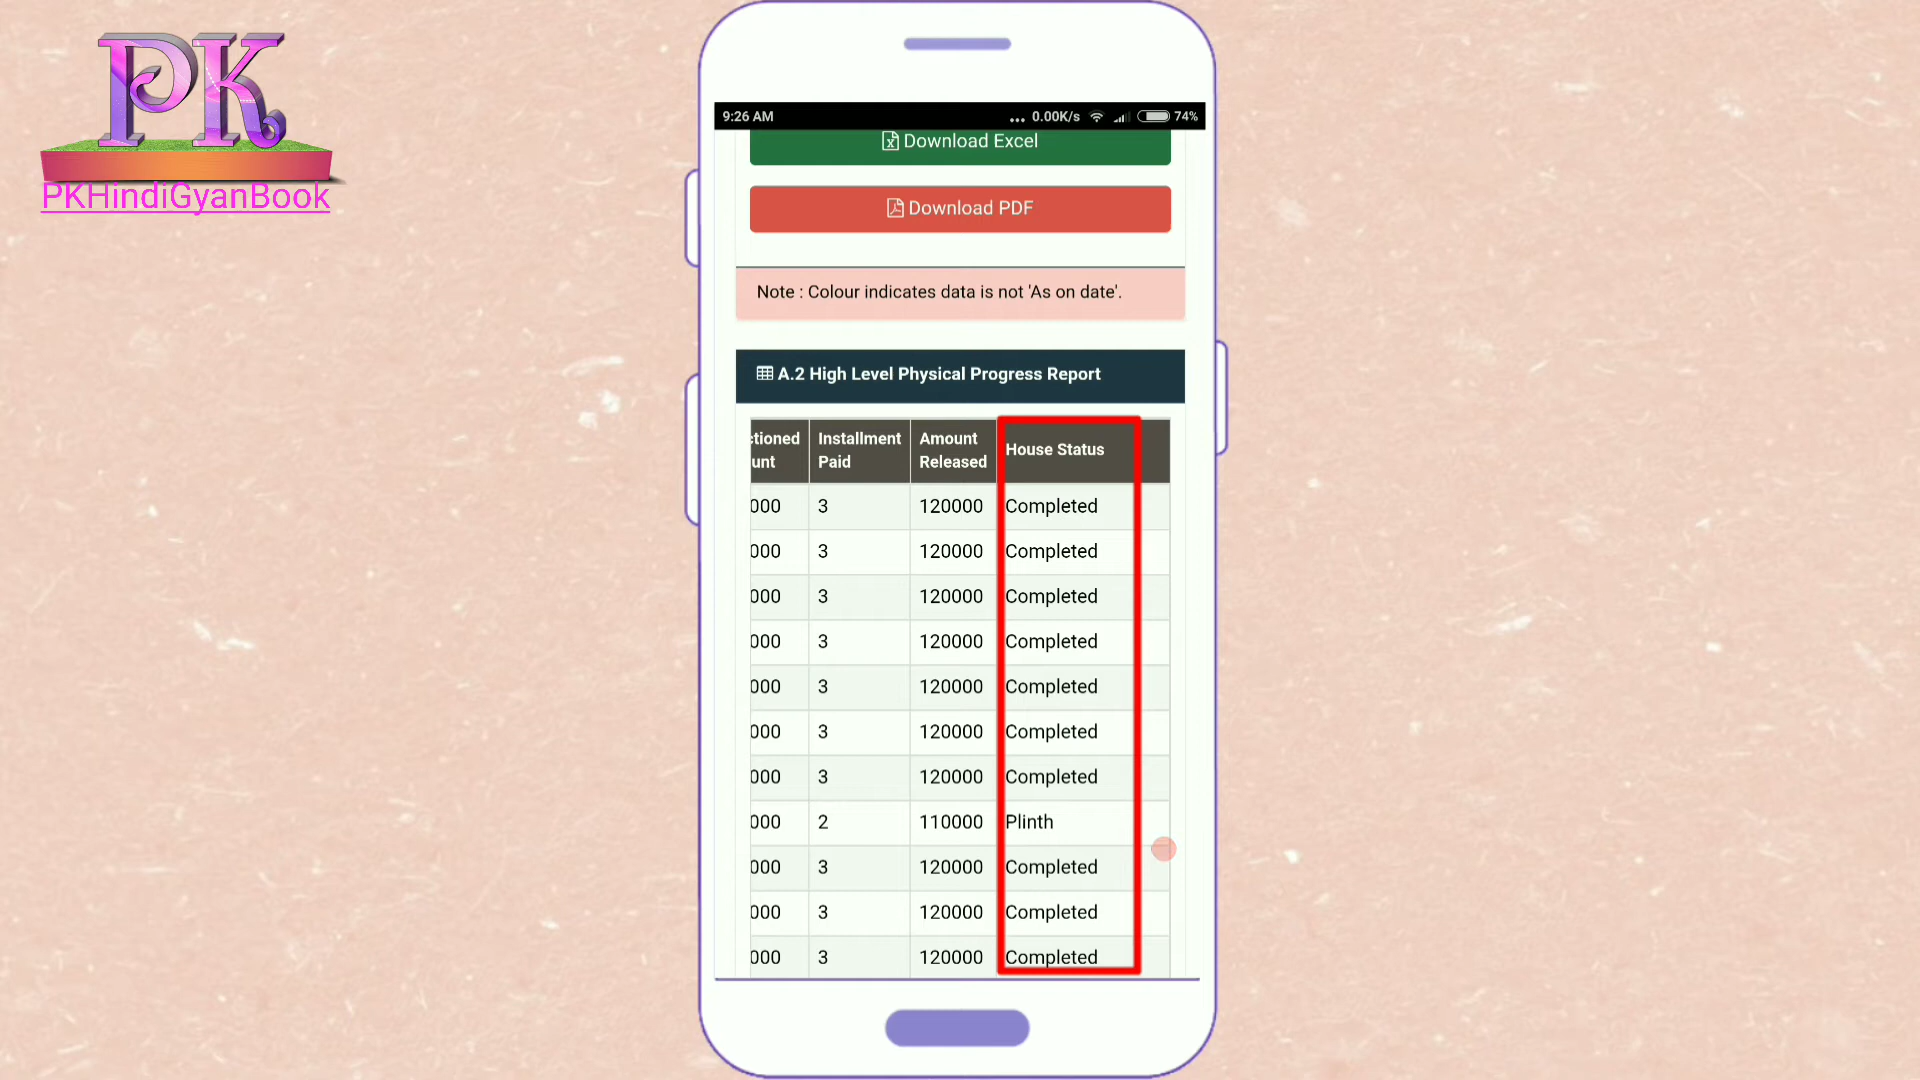 PK
PKHindiGyanBook
9:26 AM ... 0.00K/s 74%
Download Excel
Download PDF
Note : Colour indicates data is not 'As on date'.
A.2 High Level Physical Progress Report
ctioned Installment Amount House Status
unt Paid Released
000 3 120000 Completed
000 3 120000 Completed
000 3 120000 Completed
000 3 120000 Completed
000 3 120000 Completed
000 3 120000 Completed
000 3 120000 Completed
000 2 110000 Plinth
000 3 120000 Completed
000 3 120000 Completed
000 3 120000 Completed